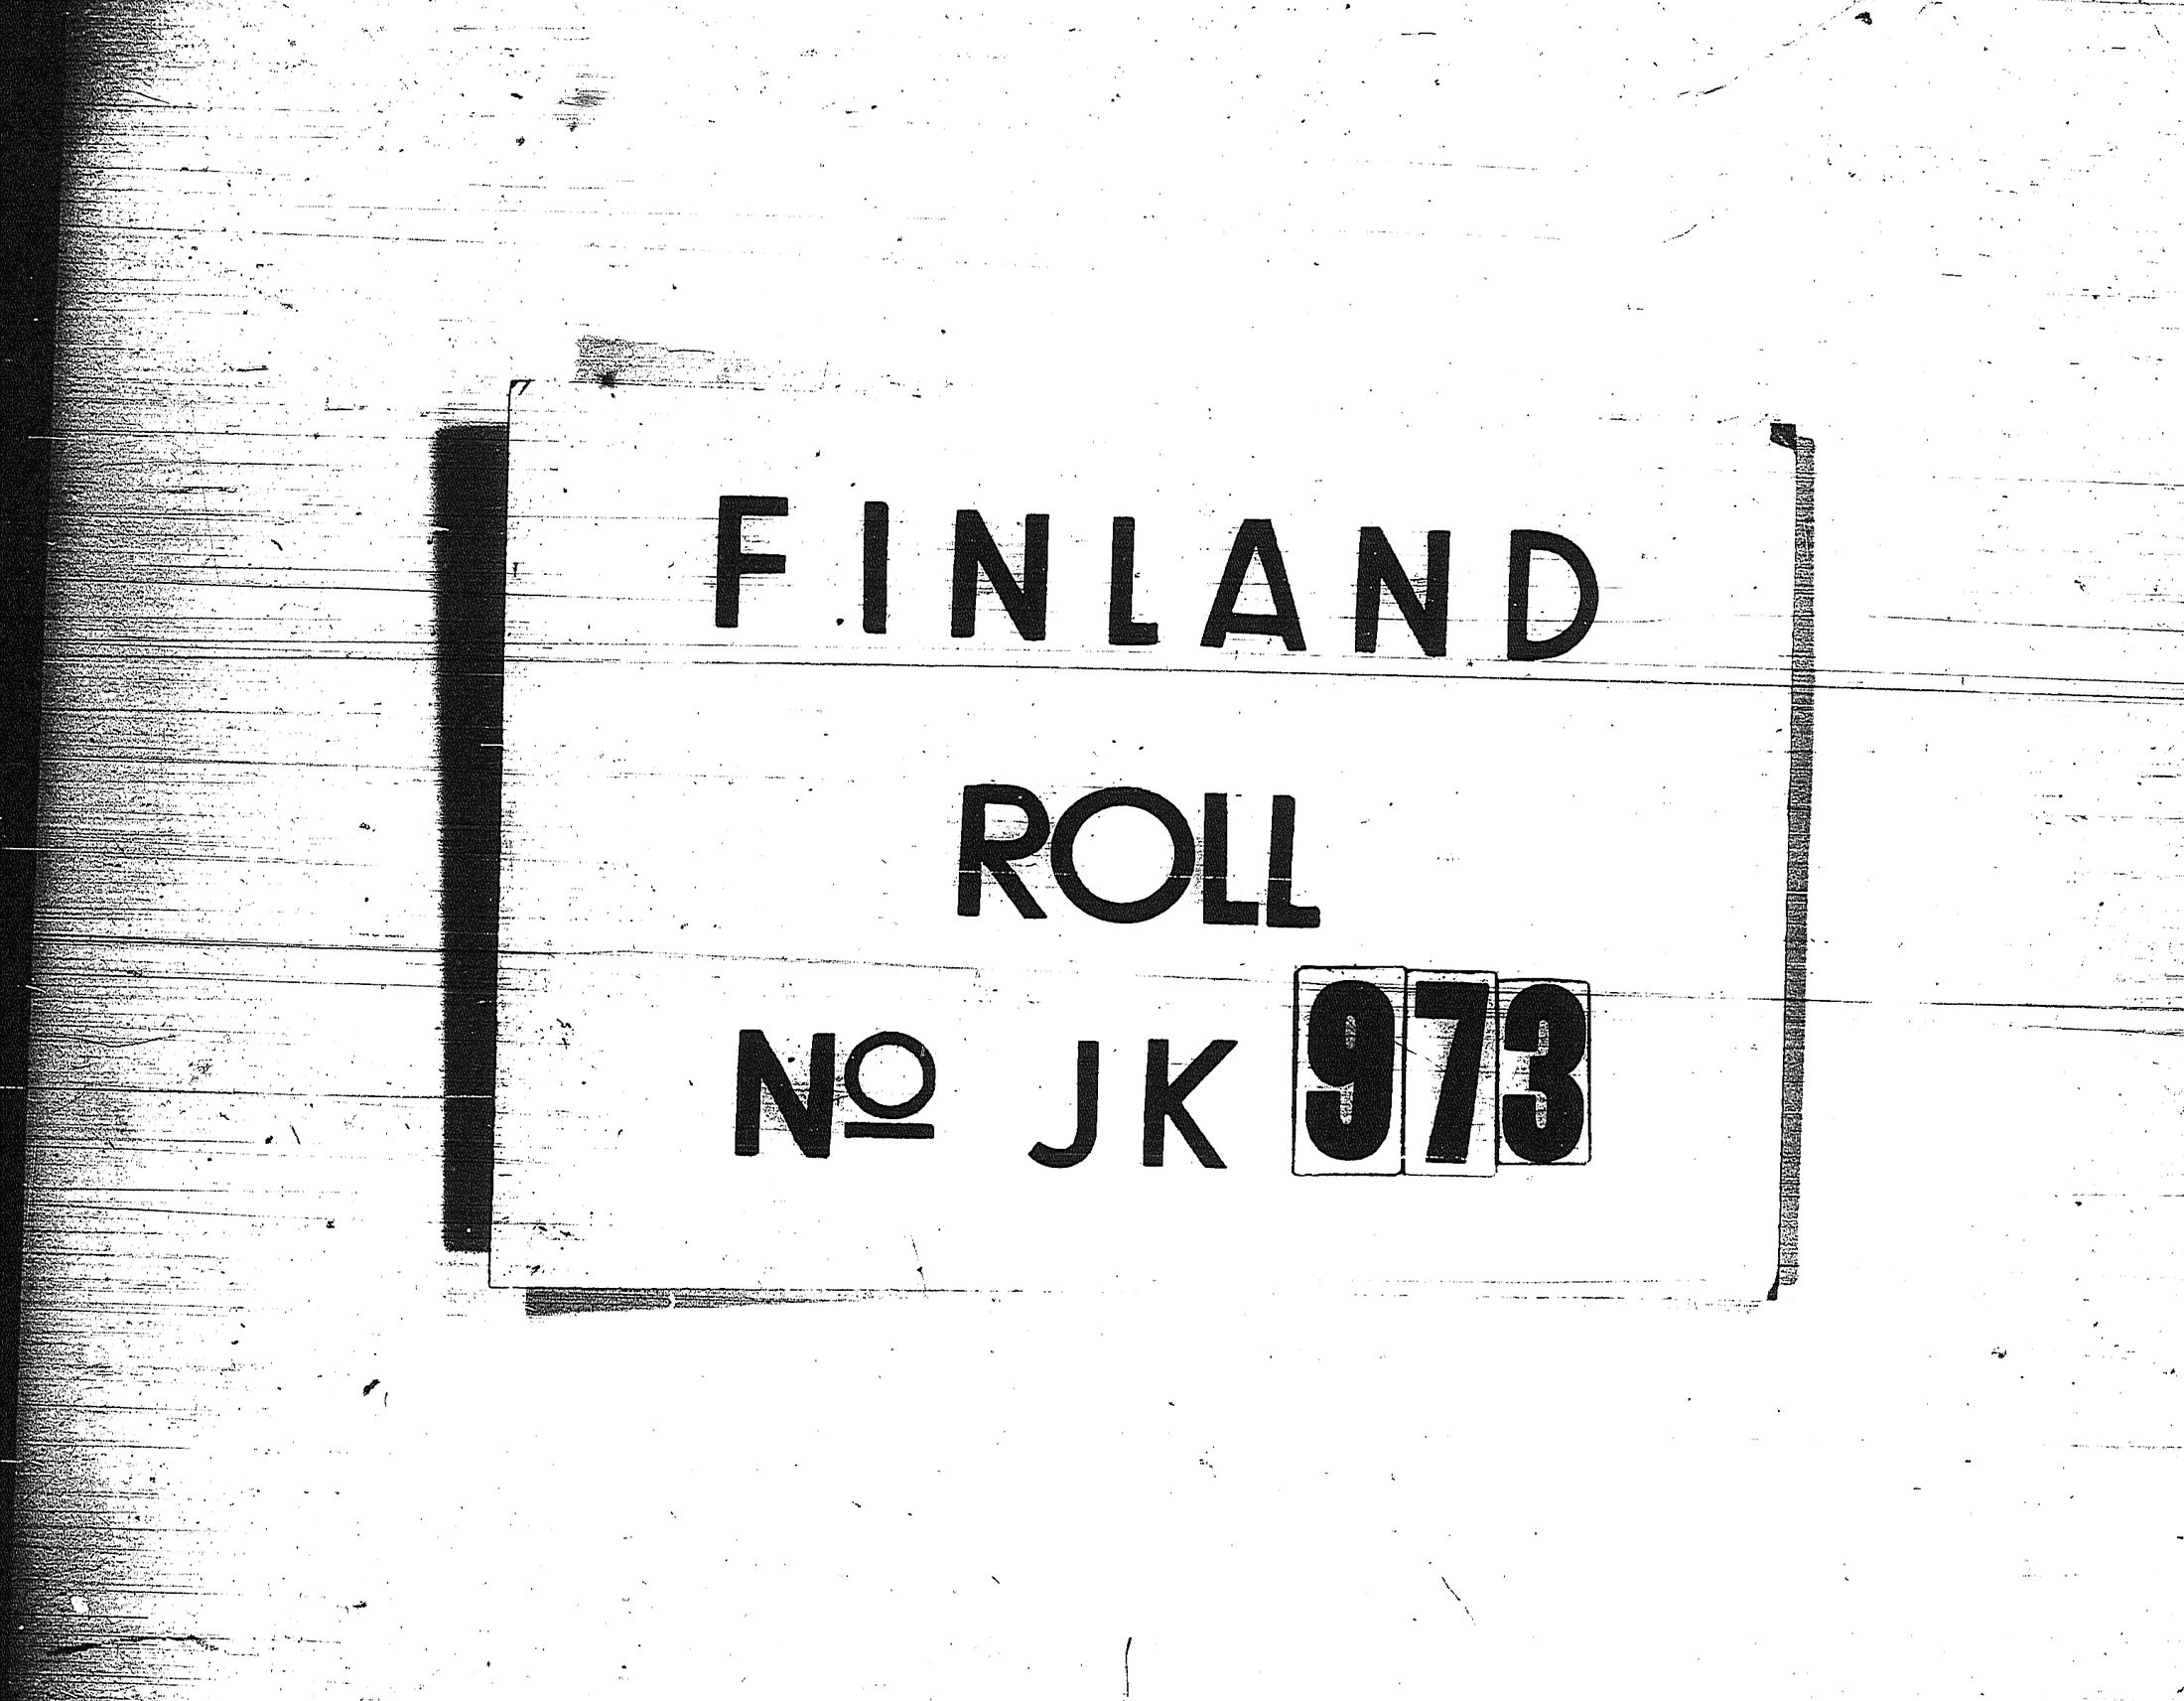 FINLAND
ROLL
Nº JK 973